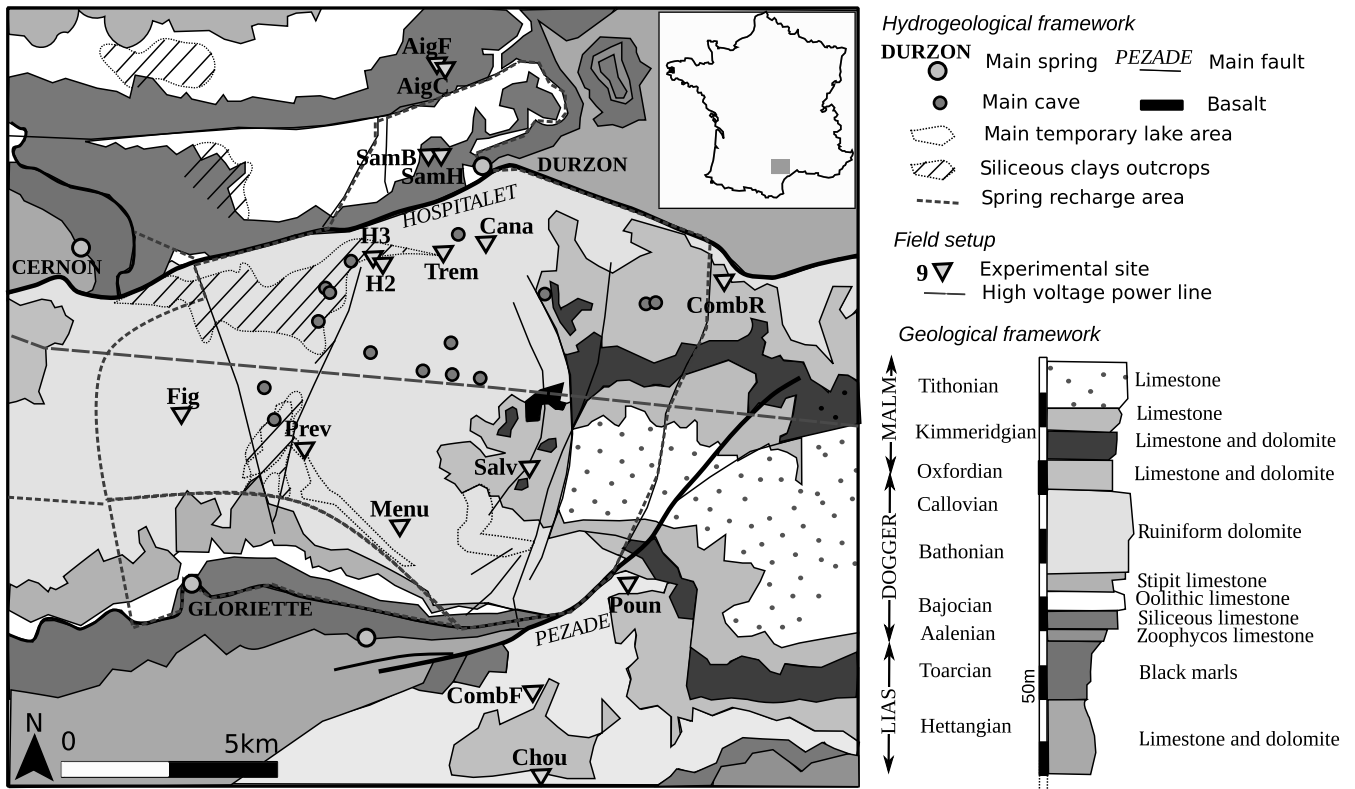 AigF
AigC
SamB
SamH
DURZON
HOSPITALET
H3
Cana
CERNON
H2
Trem
CombR
Fig
Prev
Salv
Menu
GLORIETTE
Poun
PEZADE
CombF
Chou
N
0 5km
Hydrogeological framework
DURZON Main spring PEZADE Main fault
Main cave Basalt
Main temporary lake area
Siliceous clays outcrops
Spring recharge area
Field setup
9 Experimental site
High voltage power line
Geological framework
MALM
DOGGER
LIAS
Tithonian
Kimmeridgian
Oxfordian
Callovian
Bathonian
Bajocian
Aalenian
Toarcian
Hettangian
50m
Limestone
Limestone
Limestone and dolomite
Limestone and dolomite
Ruiniform dolomite
Stipit limestone
Oolithic limestone
Siliceous limestone
Zoophycos limestone
Black marls
Limestone and dolomite